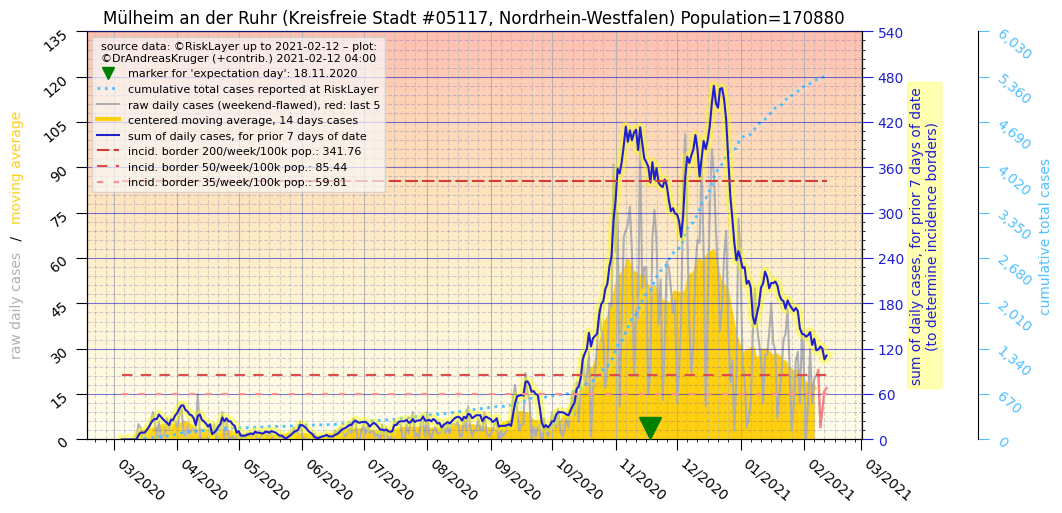 Mülheim an der Ruhr (Kreisfreie Stadt #05117, Nordrhein-Westfalen) Population=170880
source data: ©RiskLayer up to 2021-02-12 – plot:
©DrAndreasKruger (+contrib.) 2021-02-12 04:00
marker for 'expectation day': 18.11.2020
cumulative total cases reported at RiskLayer
raw daily cases (weekend-flawed), red: last 5
centered moving average, 14 days cases
sum of daily cases, for prior 7 days of date
incid. border 200/week/100k pop.: 341.76
incid. border 50/week/100k pop.: 85.44
incid. border 35/week/100k pop.: 59.81
raw daily cases / moving average
135
120
105
90
75
60
45
30
15
0
03/2020
04/2020
05/2020
06/2020
07/2020
08/2020
09/2020
10/2020
11/2020
12/2020
01/2021
02/2021
03/2021
540
480
420
360
300
240
180
120
60
0
sum of daily cases, for prior 7 days of date
(to determine incidence borders)
6,030
5,360
4,690
4,020
3,350
2,680
2,010
1,340
670
0
cumulative total cases